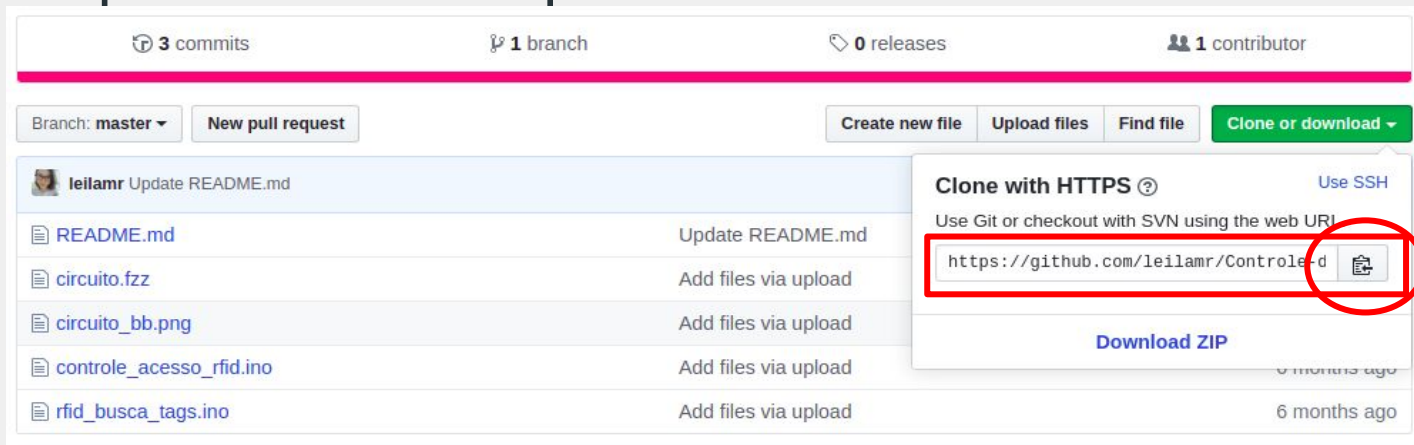 3 commits 1 branch 0 releases 1 contributor
Branch: master New pull request Create new file Upload files Find file Clone or download
leilamr Update README.md
Clone with HTTPS Use SSH
Use Git or checkout with SVN using the web URL
https://github.com/leilamr/Controle-d
Download ZIP
README.md Update README.md
circuito.fzz Add files via upload
circuito_bb.png Add files via upload
controle_acesso_rfid.ino Add files via upload months ago
rfid_busca_tags.ino Add files via upload 6 months ago